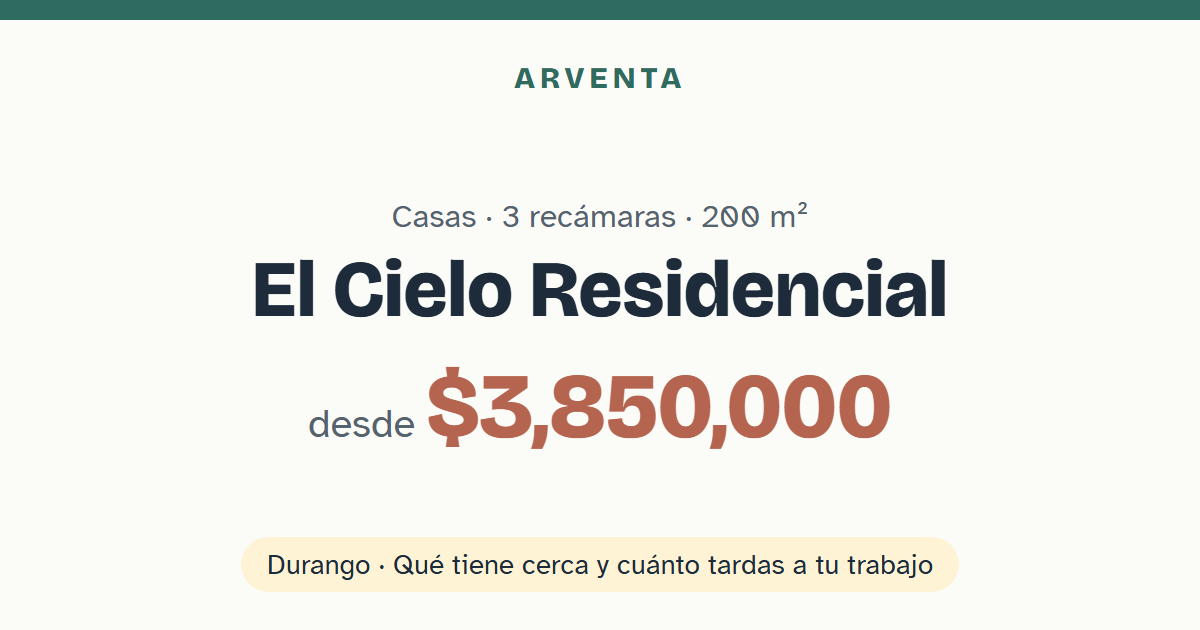 ARVENTA
Casas · 3 recámaras · 200 m²
El Cielo Residencial
desde $3,850,000
Durango · Qué tiene cerca y cuánto tardas a tu trabajo